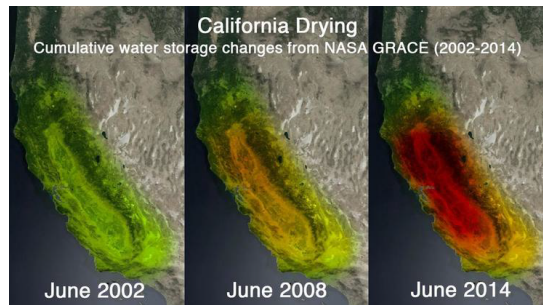 California Drying
Cumulative water storage changes from NASA GRACE (2002-2014)
June 2002
June 2008
June 2014